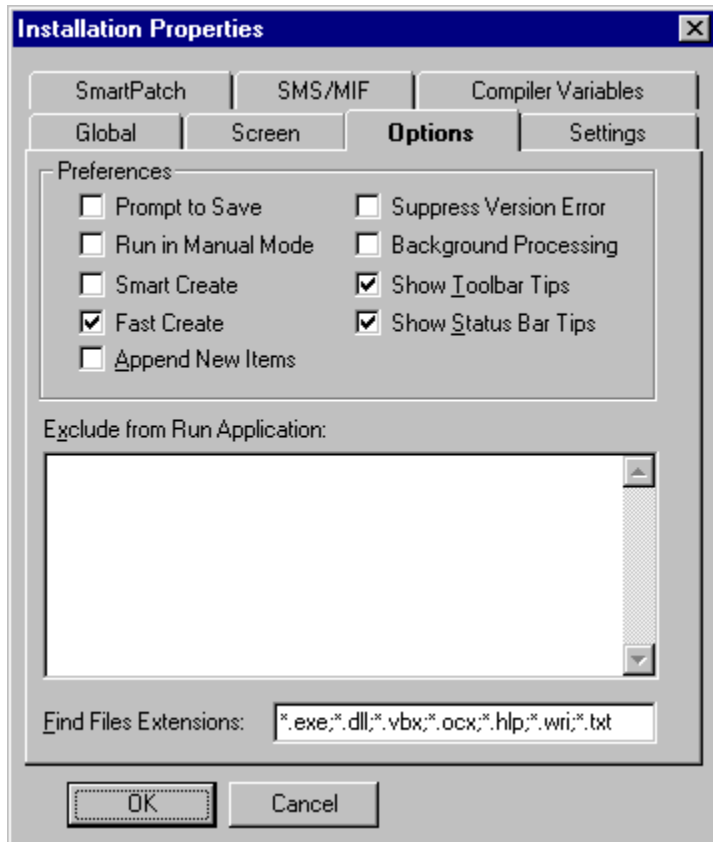 Installation Properties
SmartPatch SMS/MIF Compiler Variables
Global Screen Options Settings
Preferences
Prompt to Save Suppress Version Error
Run in Manual Mode Background Processing
Smart Create Show Toolbar Tips
Fast Create Show Status Bar Tips
Append New Items
Exclude from Run Application:
Find Files Extensions: *.exe;*.dll;*.vbx;*.ocx;*.hlp;*.wri;*.txt
OK Cancel